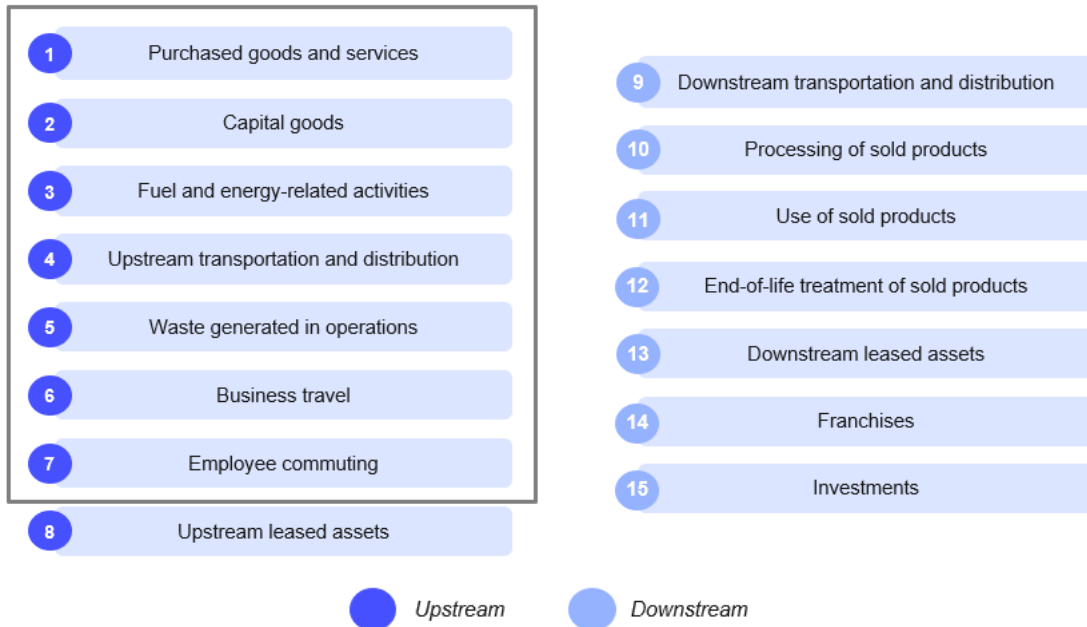 1 Purchased goods and services
2 Capital goods
3 Fuel and energy-related activities
4 Upstream transportation and distribution
5 Waste generated in operations
6 Business travel
7 Employee commuting
8 Upstream leased assets
9 Downstream transportation and distribution
10 Processing of sold products
11 Use of sold products
12 End-of-life treatment of sold products
13 Downstream leased assets
14 Franchises
15 Investments
Upstream
Downstream